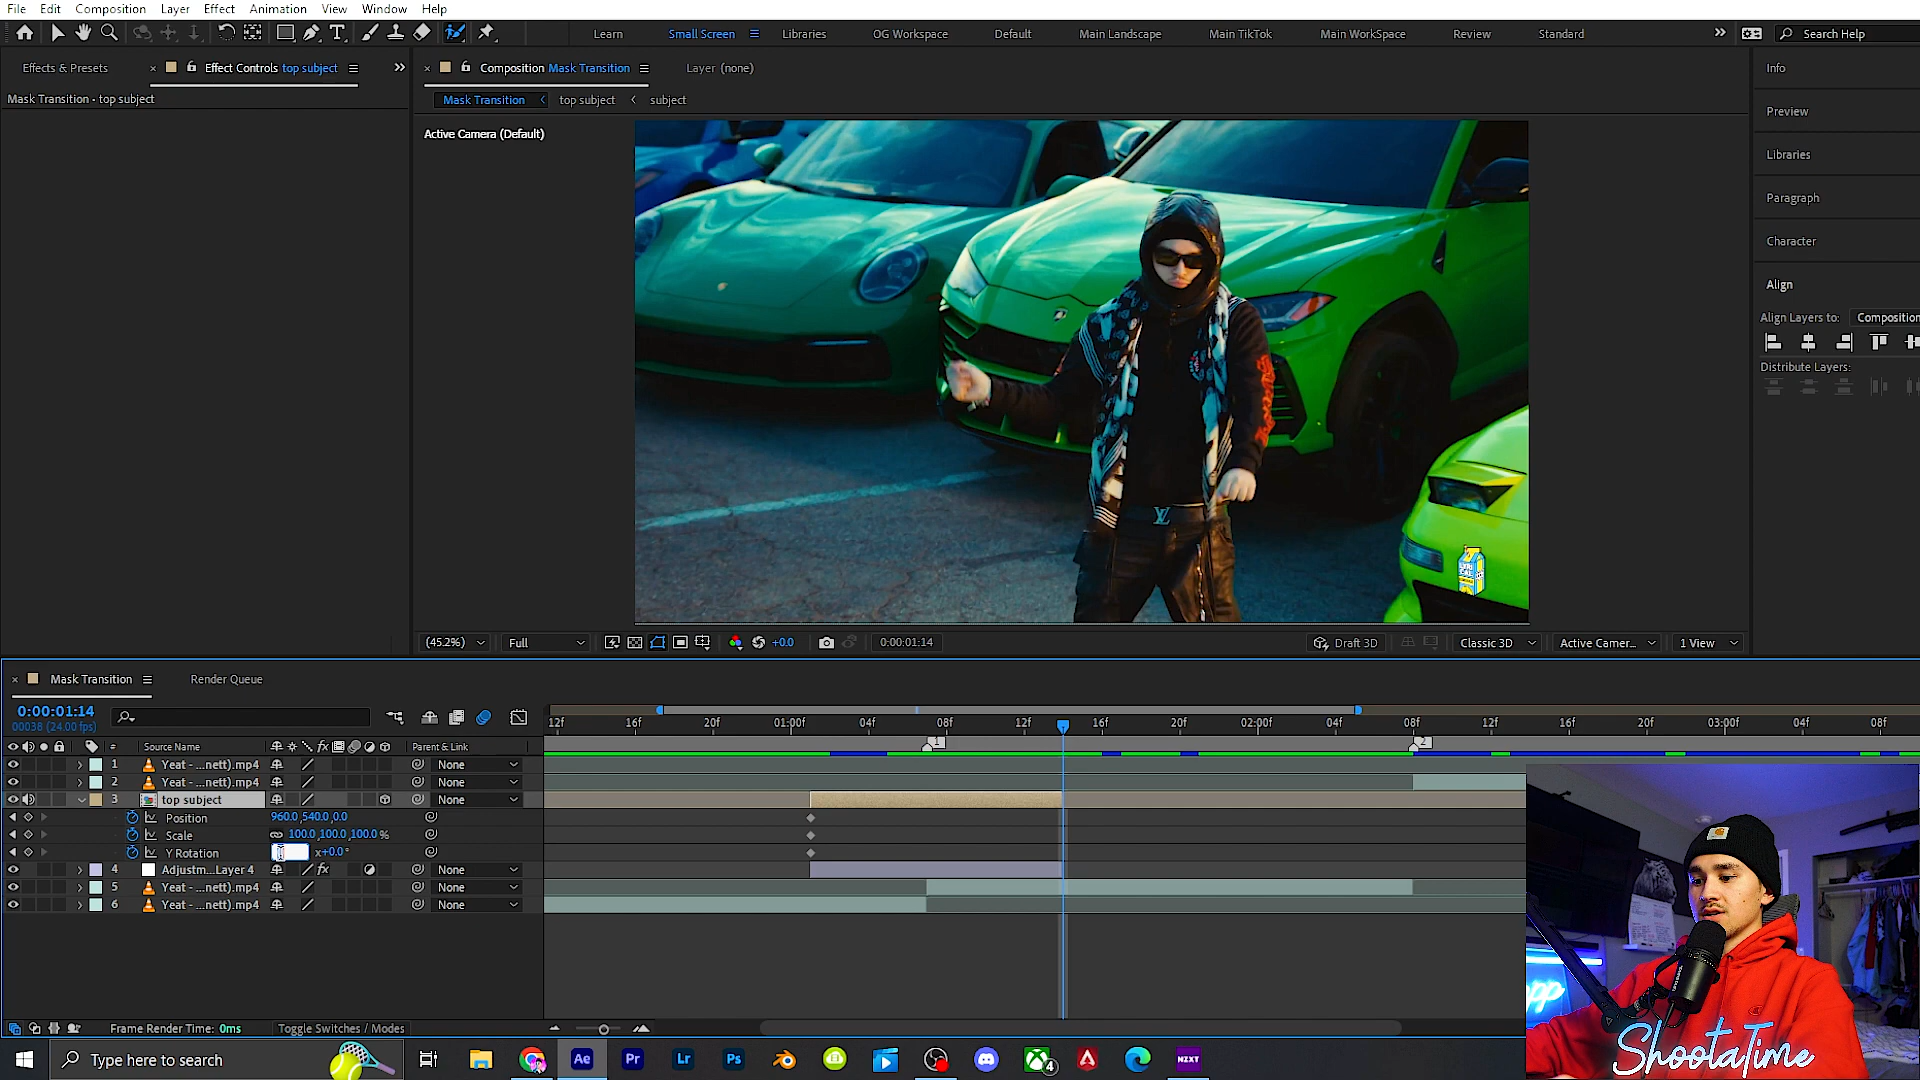 File Edit Composition Layer Effect Animation View Window Help
Learn Small Screen Libraries OG Workspace Default Main Landscape Main TikTok Main WorkSpace Review Standard Search Help
Effects & Presets Effect Controls top subject
Composition Mask Transition Layer (none)
Mask Transition - top subject
Mask Transition top subject subject
Active Camera (Default)
Info
Preview
Libraries
Paragraph
Character
Align
Align Layers to: Composition
Distribute Layers:
LV
(45.2%) Full +0.0 0:00:01:14 Draft 3D Classic 3D Active Camer... 1 View
Mask Transition Render Queue
0:00:01:14
00038 (24.00 fps)
12f 16f 20f 01:00f 04f 08f 12f 16f 20f 02:00f 04f 08f 12f 16f 20f 03:00f 04f 08f
# Source Name Parent & Link
1 2
1 Yeat - ...nett).mp4 None
2 Yeat - ...nett).mp4 None
3 top subject None
Position 960.0,540.0,0.0
Scale 100.0,100.0,100.0 %
Y Rotation x+0.0°
4 Adjustm...Layer 4 None
5 Yeat - ...nett).mp4 None
6 Yeat - ...nett).mp4 None
Frame Render Time: 0ms Toggle Switches / Modes
ShootaTime
Type here to search Ae Pr Lr Ps 4 NZXT